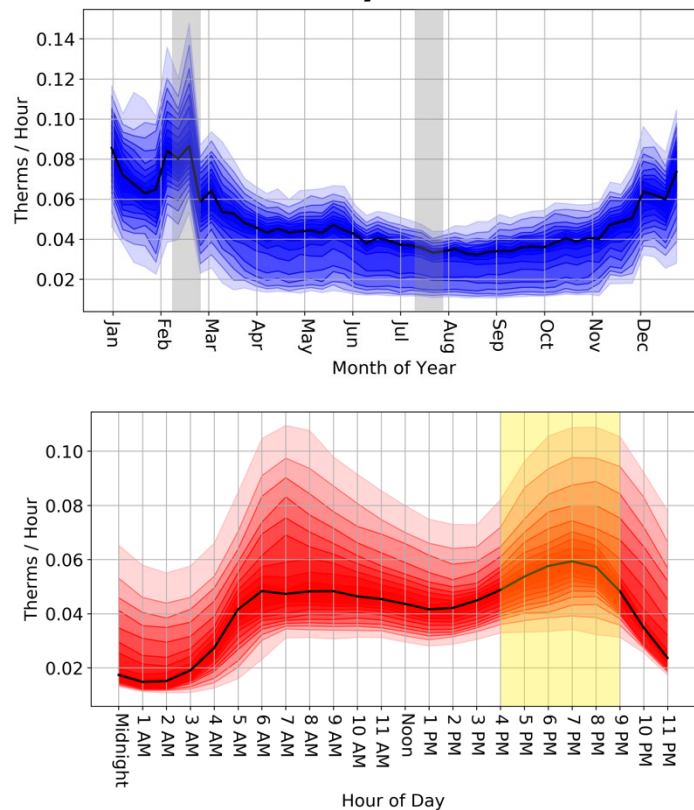 0.14
0.12
0.10
0.08
0.06
0.04
0.02
Therms / Hour
Jan
Feb
Mar
Apr
May
Jun
Jul
Aug
Sep
Oct
Nov
Dec
Month of Year
0.10
0.08
0.06
0.04
0.02
Therms / Hour
Midnight
1 AM
2 AM
3 AM
4 AM
5 AM
6 AM
7 AM
8 AM
9 AM
10 AM
11 AM
Noon
1 PM
2 PM
3 PM
4 PM
5 PM
6 PM
7 PM
8 PM
9 PM
10 PM
11 PM
Hour of Day